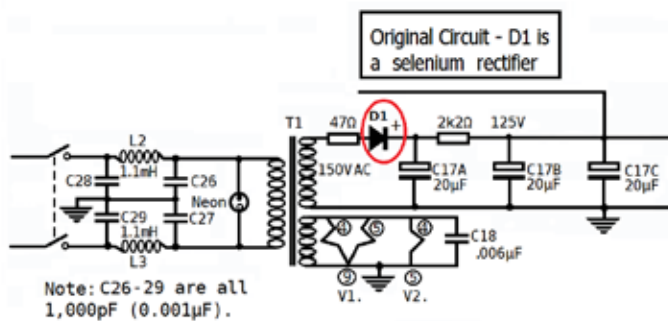 Original Circuit - D1 is
a selenium rectifier
L2
1.1mH
C28
C26
C29
C27
1.1mH
L3
Neon
T1
47Ω
D1
+
2k2Ω
125V
150VAC
C17A
20µF
C17B
20µF
C17C
20µF
4
5
4
C18
.006µF
9
5
V1.
V2.
Note: C26-29 are all
1,000pF (0.001µF).